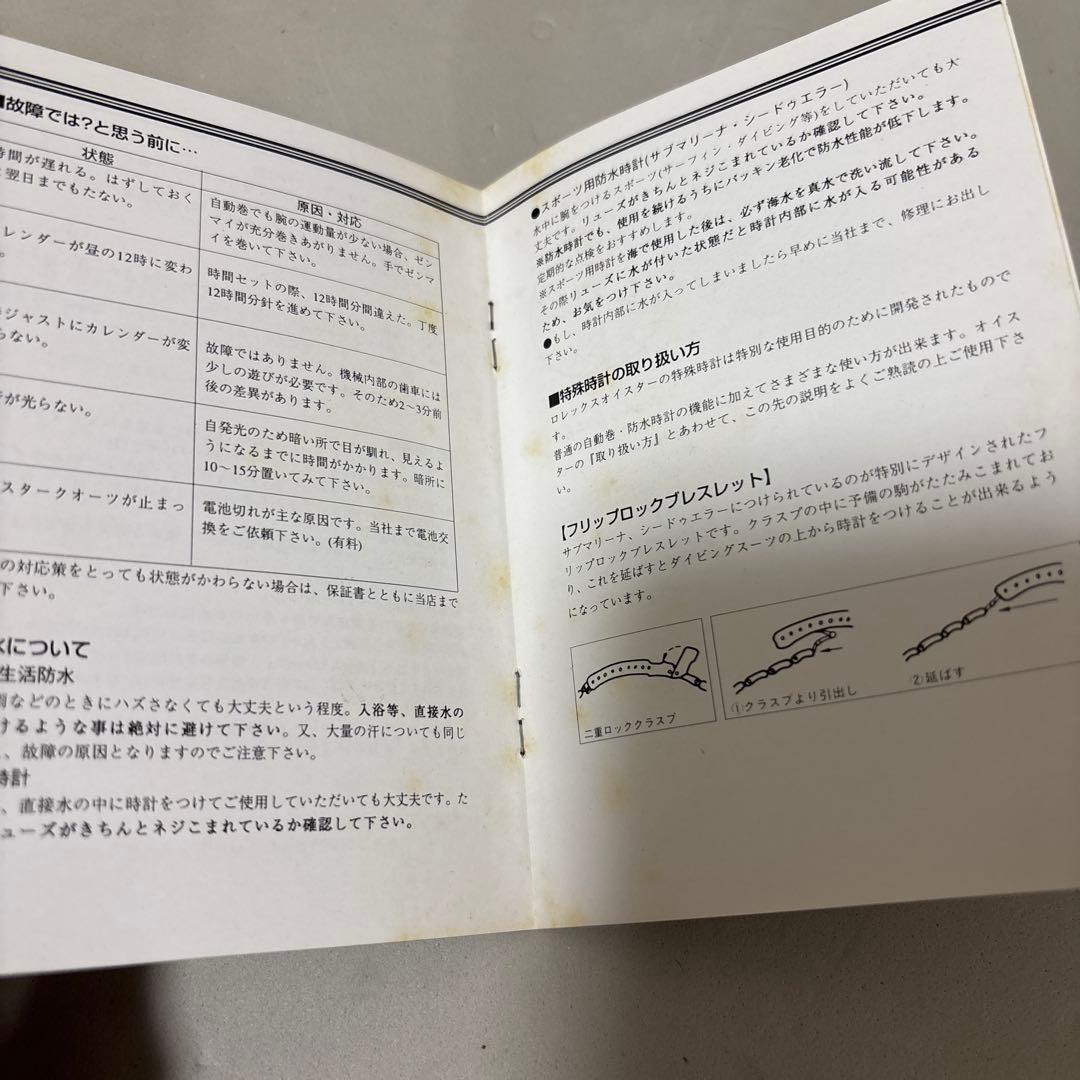 ■故障では?と思う前に…
状態
原因・対応
時間が遅れる。はずしておく
翌日までもたない。
自動巻でも腕の運動量が少ない場合、ゼン
マイが充分巻きあがりません。手でゼンマ
イを巻いて下さい。
レンダーが昼の12時に変わ
。
時間セットの際、12時間分間違えた。丁度
12時間分針を進めて下さい。
ジャストにカレンダーが変
らない。
故障ではありません。機械内部の歯車には
少しの遊びが必要です。そのため2〜3分前
後の差異があります。
が光らない。
自発光のため暗い所で目が馴れ、見えるよ
うになるまでに時間がかかります。暗所に
10〜15分置いてみて下さい。
スタークオーツが止まっ
電池切れが主な原因です。当社まで電池交
換をご依頼下さい。(有料)
の対応策をとっても状態がかわらない場合は、保証書とともに当店まで
下さい。
水について
生活防水
雨などのときにハズさなくても大丈夫という程度。入浴等、直接水の
けるような事は絶対に避けて下さい。又、大量の汗についても同じ
、故障の原因となりますのでご注意下さい。
時計
、直接水の中に時計をつけてご使用していただいても大丈夫です。た
ューズがきちんとネジこまれているか確認して下さい。
●スポーツ用防水時計(サブマリーナ・シードゥエラー)
水中に腕をつけるスポーツ(サーフィン・ダイビング等)をしていただいても大
丈夫です。リューズがきちんとネジこまれているか確認して下さい。
※防水時計でも、使用を続けるうちにパッキン老化で防水性能が低下します。
定期的な点検をおすすめします。
※スポーツ用時計を海で使用した後は、必ず海水を真水で洗い流して下さい。
その際リューズに水が付いた状態だと時計内部に水が入る可能性がある
ため、お気をつけ下さい。
●もし、時計内部に水が入ってしまいましたら早めに当社まで、修理にお出し
下さい。
■特殊時計の取り扱い方
ロレックスオイスターの特殊時計は特別な使用目的のために開発されたもので
す。
普通の自動巻・防水時計の機能に加えてさまざまな使い方が出来ます。オイス
ターの『取り扱い方』とあわせて、この先の説明をよくご熟読の上ご使用下さ
い。
【フリップロックブレスレット】
サブマリーナ、シードゥエラーにつけられているのが特別にデザインされたフ
リップロックブレスレットです。クラスプの中に予備の駒がたたみこまれてお
り、これを延ばすとダイビングスーツの上から時計をつけることが出来るよう
になっています。
二重ロッククラスプ
①クラスプより引出し
②延ばす